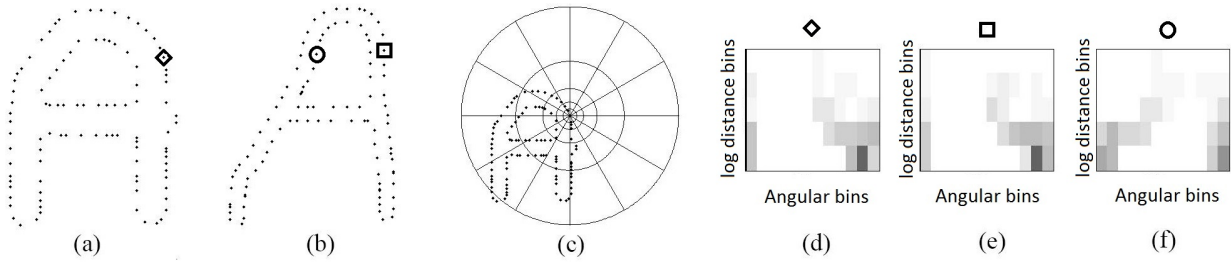 log distance bins
Angular bins
log distance bins
Angular bins
log distance bins
Angular bins
(a)
(b)
(c)
(d)
(e)
(f)